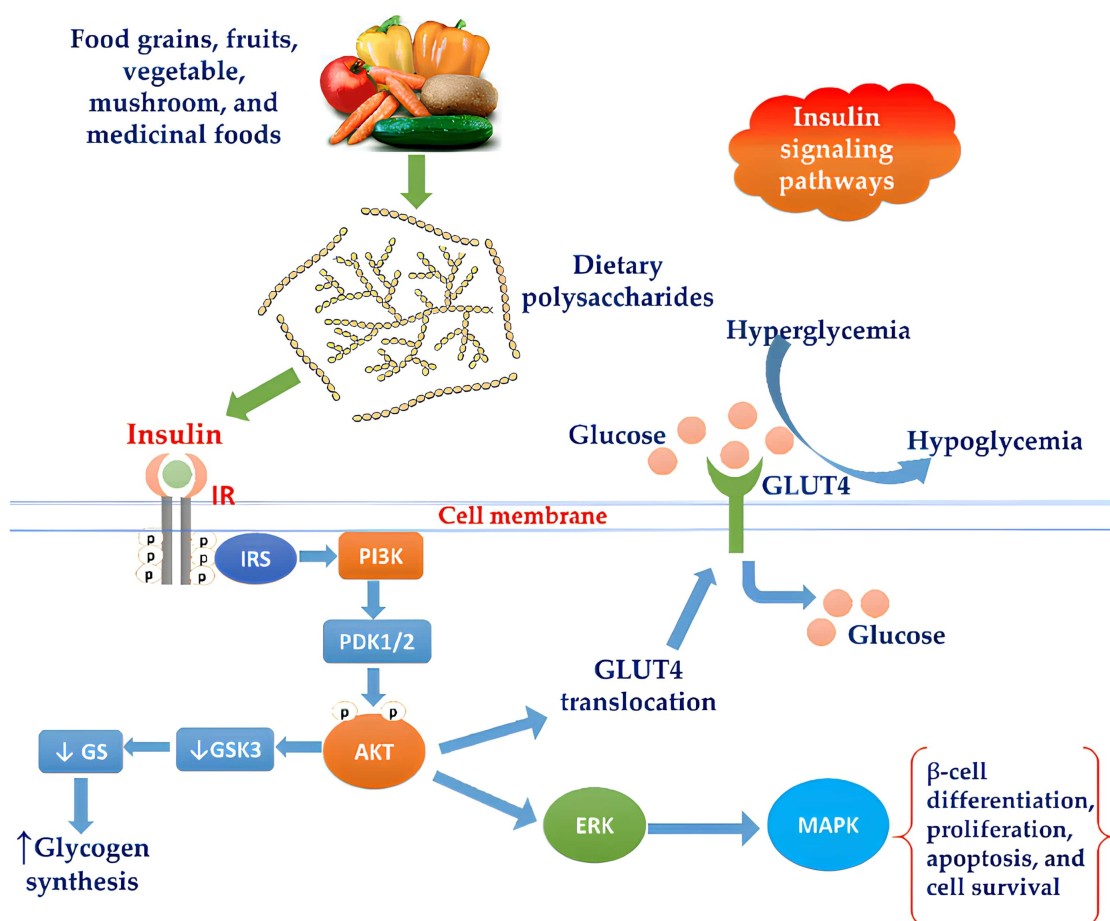 Food grains, fruits,
vegetable,
mushroom, and
medicinal foods
Insulin
signaling
pathways
Dietary
polysaccharides
Hyperglycemia
Insulin
Glucose
Hypoglycemia
IR
GLUT4
Cell membrane
p
p
p
p
p
p
IRS
PI3K
PDK1/2
Glucose
GLUT4
translocation
p
p
AKT
↓GSK3
↓ GS
↑Glycogen
synthesis
ERK
MAPK
β-cell
differentiation,
proliferation,
apoptosis, and
cell survival